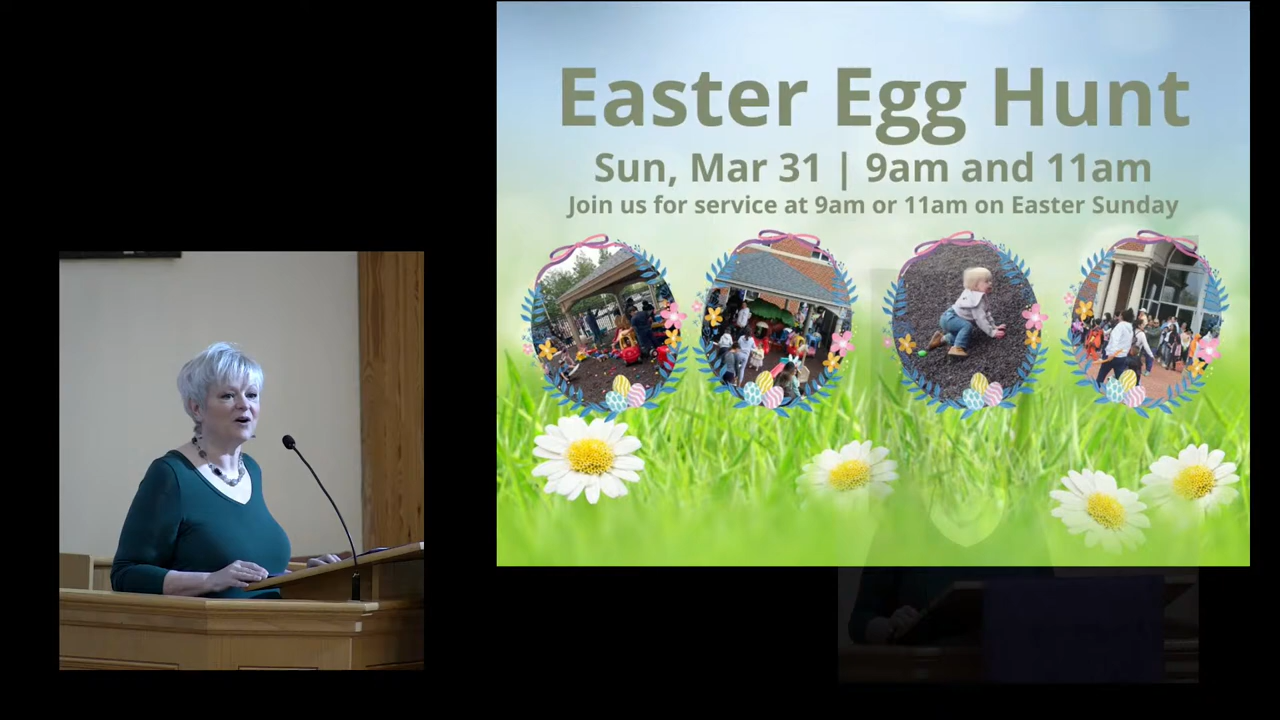 Easter Egg Hunt
Sun, Mar 31 | 9am and 11am
Join us for service at 9am or 11am on Easter Sunday